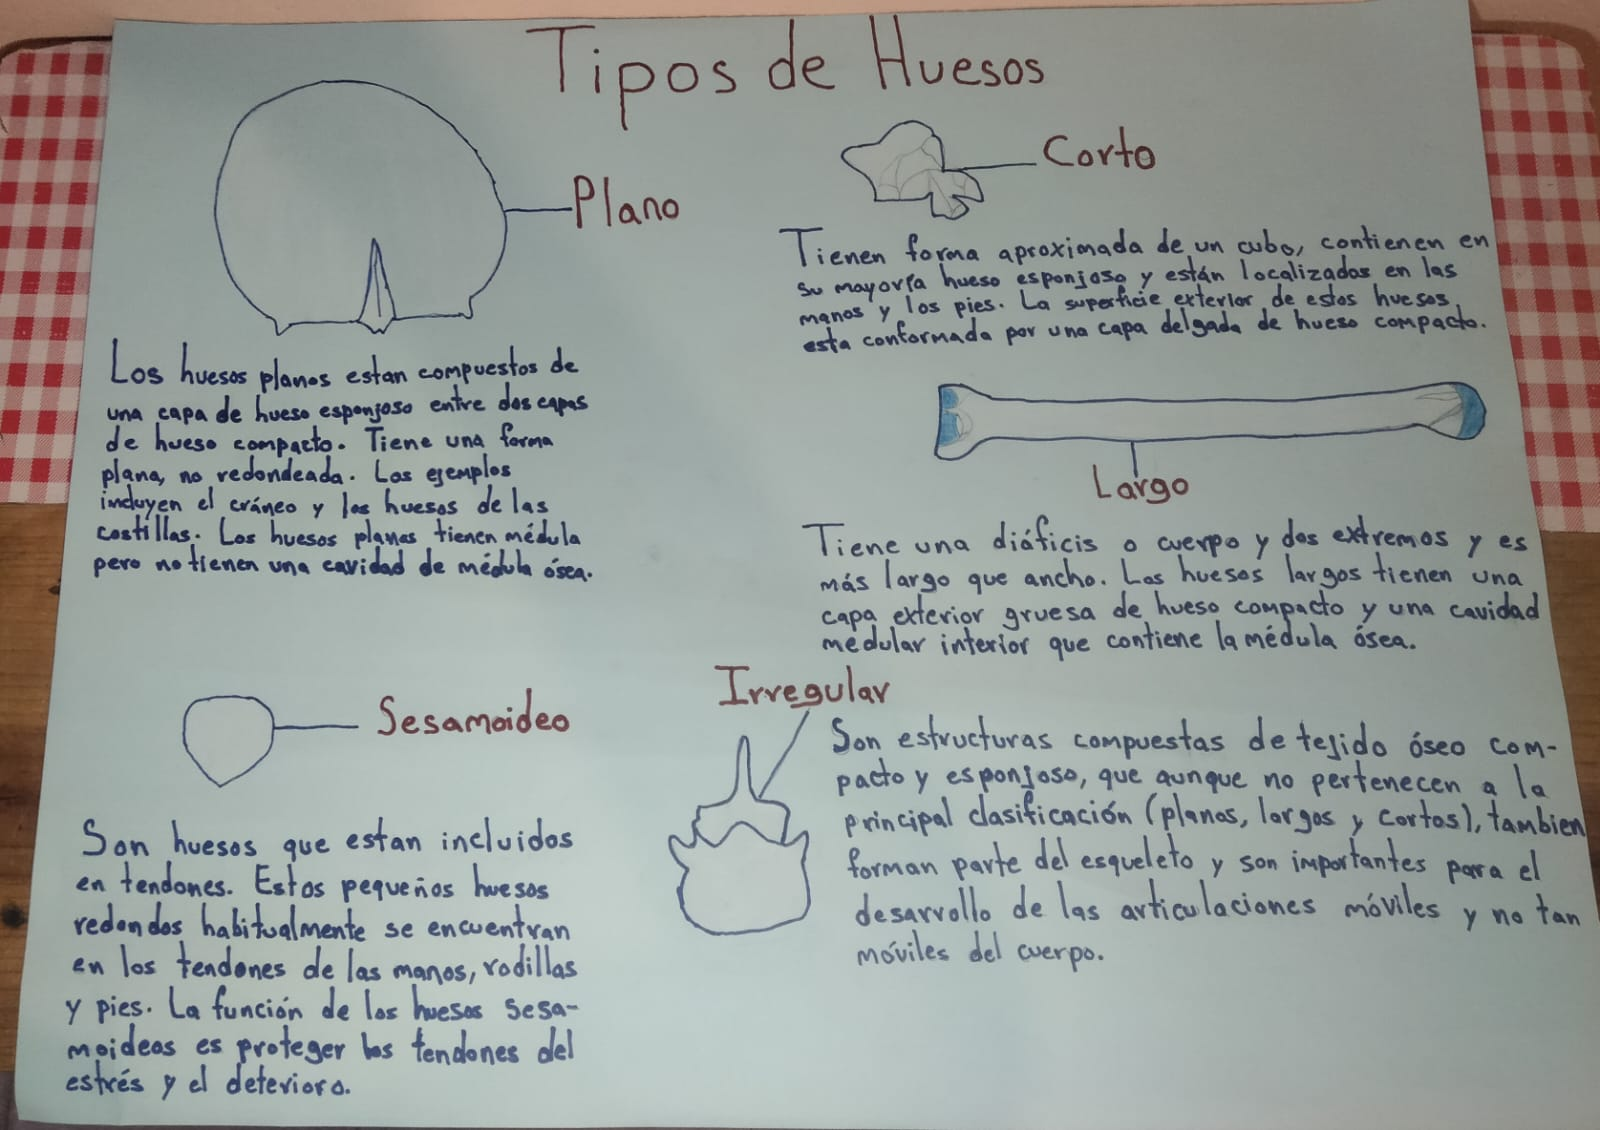 Tipos de Huesos
Plano
Los huesos planos estan compuestos de
una capa de hueso esponjoso entre dos capas
de hueso compacto. Tiene una forma
plana, no redondeada. Los ejemplos
incluyen el cráneo y los huesos de las
costillas. Los huesos planos tienen médula
pero no tienen una cavidad de médula ósea.
Corto
Tienen forma aproximada de un cubo, contienen en
su mayoría hueso esponjoso y están localizados en las
manos y los pies. La superficie exterior de estos huesos
esta conformada por una capa delgada de hueso compacto.
Largo
Tiene una diáficis o cuerpo y dos extremos y es
más largo que ancho. Los huesos largos tienen una
capa exterior gruesa de hueso compacto y una cavidad
medular interior que contiene la médula ósea.
Sesamoideo
Son huesos que estan incluidos
en tendones. Estos pequeños huesos
redondos habitualmente se encuentran
en los tendones de las manos, rodillas
y pies. La función de los huesos sesa-
moideos es proteger los tendones del
estrés y el deterioro.
Irregular
Son estructuras compuestas de tejido óseo com-
pacto y esponjoso, que aunque no pertenecen a la
principal clasificación (planos, largos y cortos), tambien
forman parte del esqueleto y son importantes para el
desarrollo de las articulaciones móviles y no tan
móviles del cuerpo.